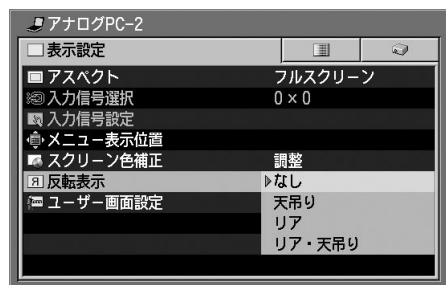 アナログPC-2
表示設定
アスペクト フルスクリーン
入力信号選択 0×0
入力信号設定
メニュー表示位置
スクリーン色補正 調整
反転表示 なし
ユーザー画面設定 天吊り
リア
リア・天吊り